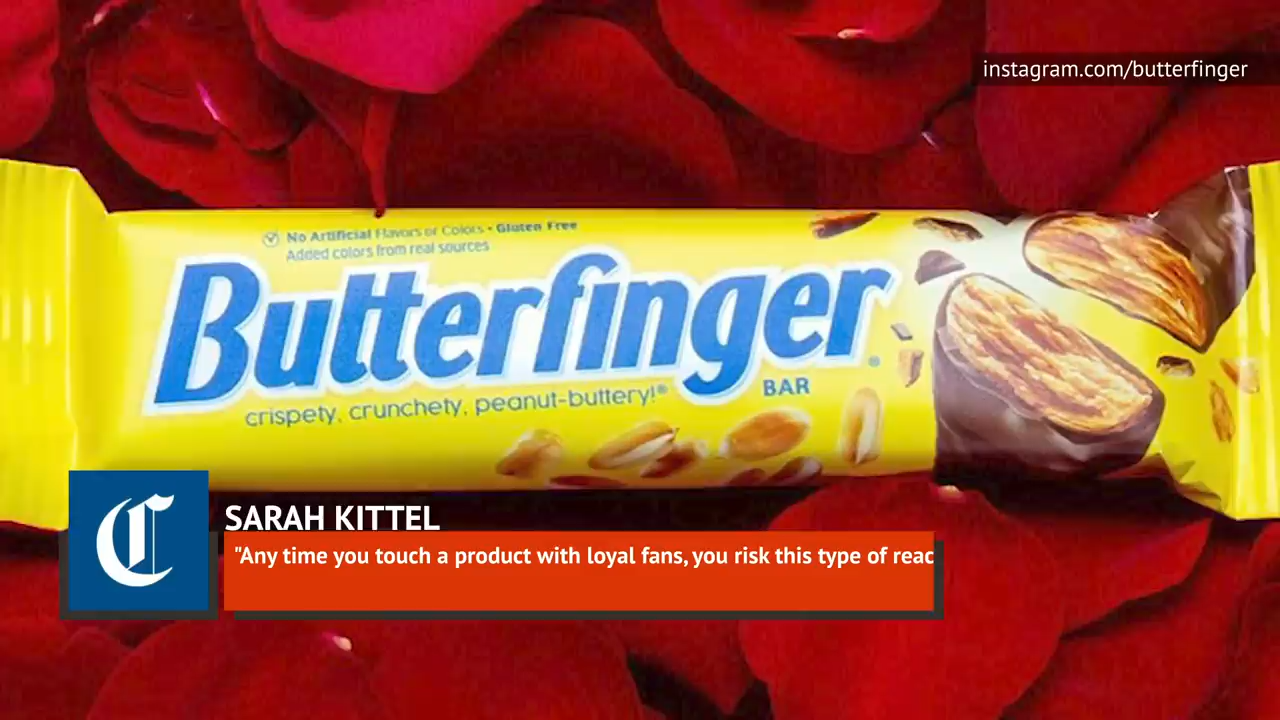 instagram.com/butterfinger
No Artificial Flavors or Colors • Gluten Free
Added colors from real sources
Butterfinger®
crispety, crunchety, peanut-buttery!®
BAR
C
SARAH KITTEL
"Any time you touch a product with loyal fans, you risk this type of reac